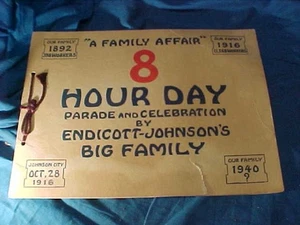 "A FAMILY AFFAIR"
OUR FAMILY
1892
OUR FAMILY
1916
8
HOUR DAY
PARADE AND CELEBRATION
BY
ENDICOTT-JOHNSON'S
BIG FAMILY
JOHNSON CITY
OCT. 28
1916
OUR FAMILY
1940
?